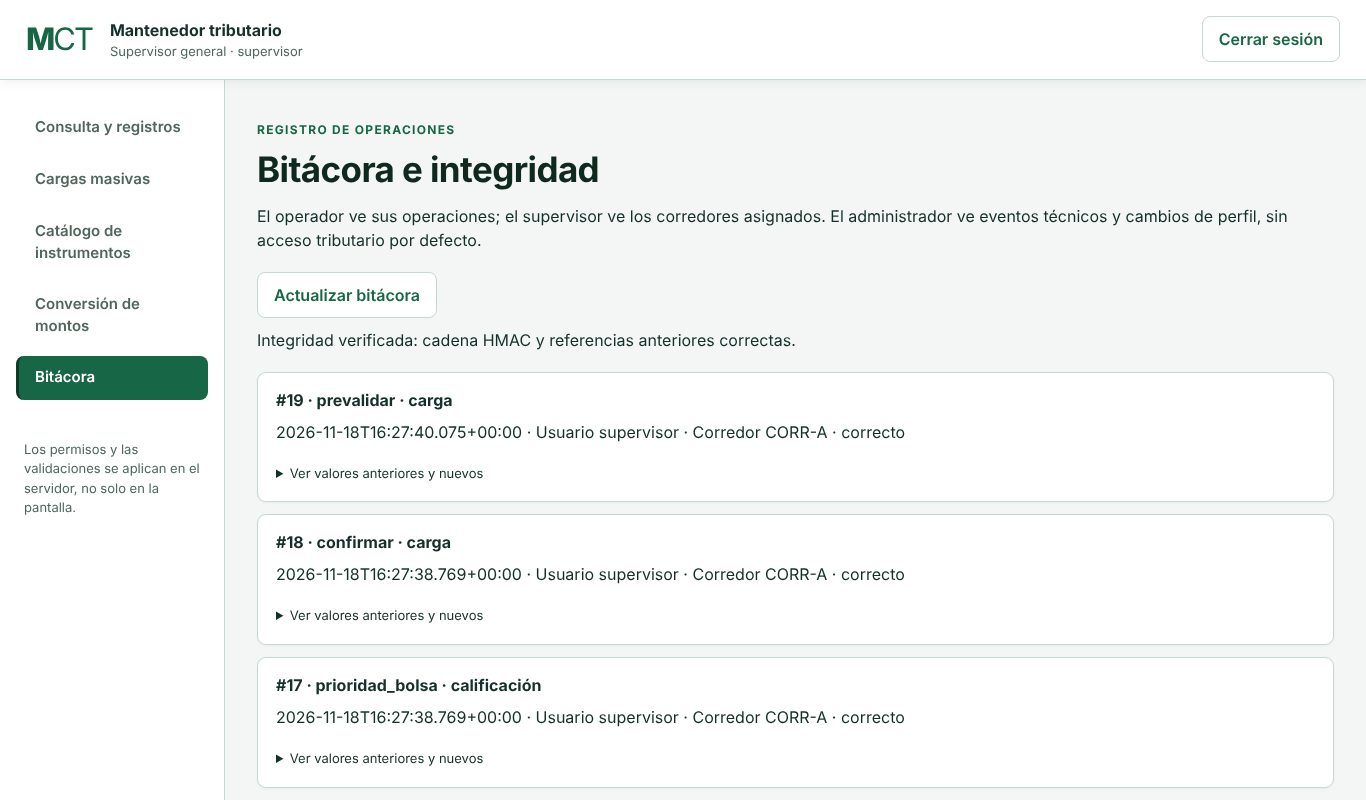 MCT
Mantenedor tributario
Supervisor general · supervisor
Cerrar sesión
Consulta y registros
Cargas masivas
Catálogo de
instrumentos
Conversión de
montos
Bitácora
Los permisos y las
validaciones se aplican en el
servidor, no solo en la
pantalla.
REGISTRO DE OPERACIONES
Bitácora e integridad
El operador ve sus operaciones; el supervisor ve los corredores asignados. El administrador ve eventos técnicos y cambios de perfil, sin
acceso tributario por defecto.
Actualizar bitácora
Integridad verificada: cadena HMAC y referencias anteriores correctas.
#19 · prevalidar · carga
2026-11-18T16:27:40.075+00:00 · Usuario supervisor · Corredor CORR-A · correcto
Ver valores anteriores y nuevos
#18 · confirmar · carga
2026-11-18T16:27:38.769+00:00 · Usuario supervisor · Corredor CORR-A · correcto
Ver valores anteriores y nuevos
#17 · prioridad_bolsa · calificación
2026-11-18T16:27:38.769+00:00 · Usuario supervisor · Corredor CORR-A · correcto
Ver valores anteriores y nuevos